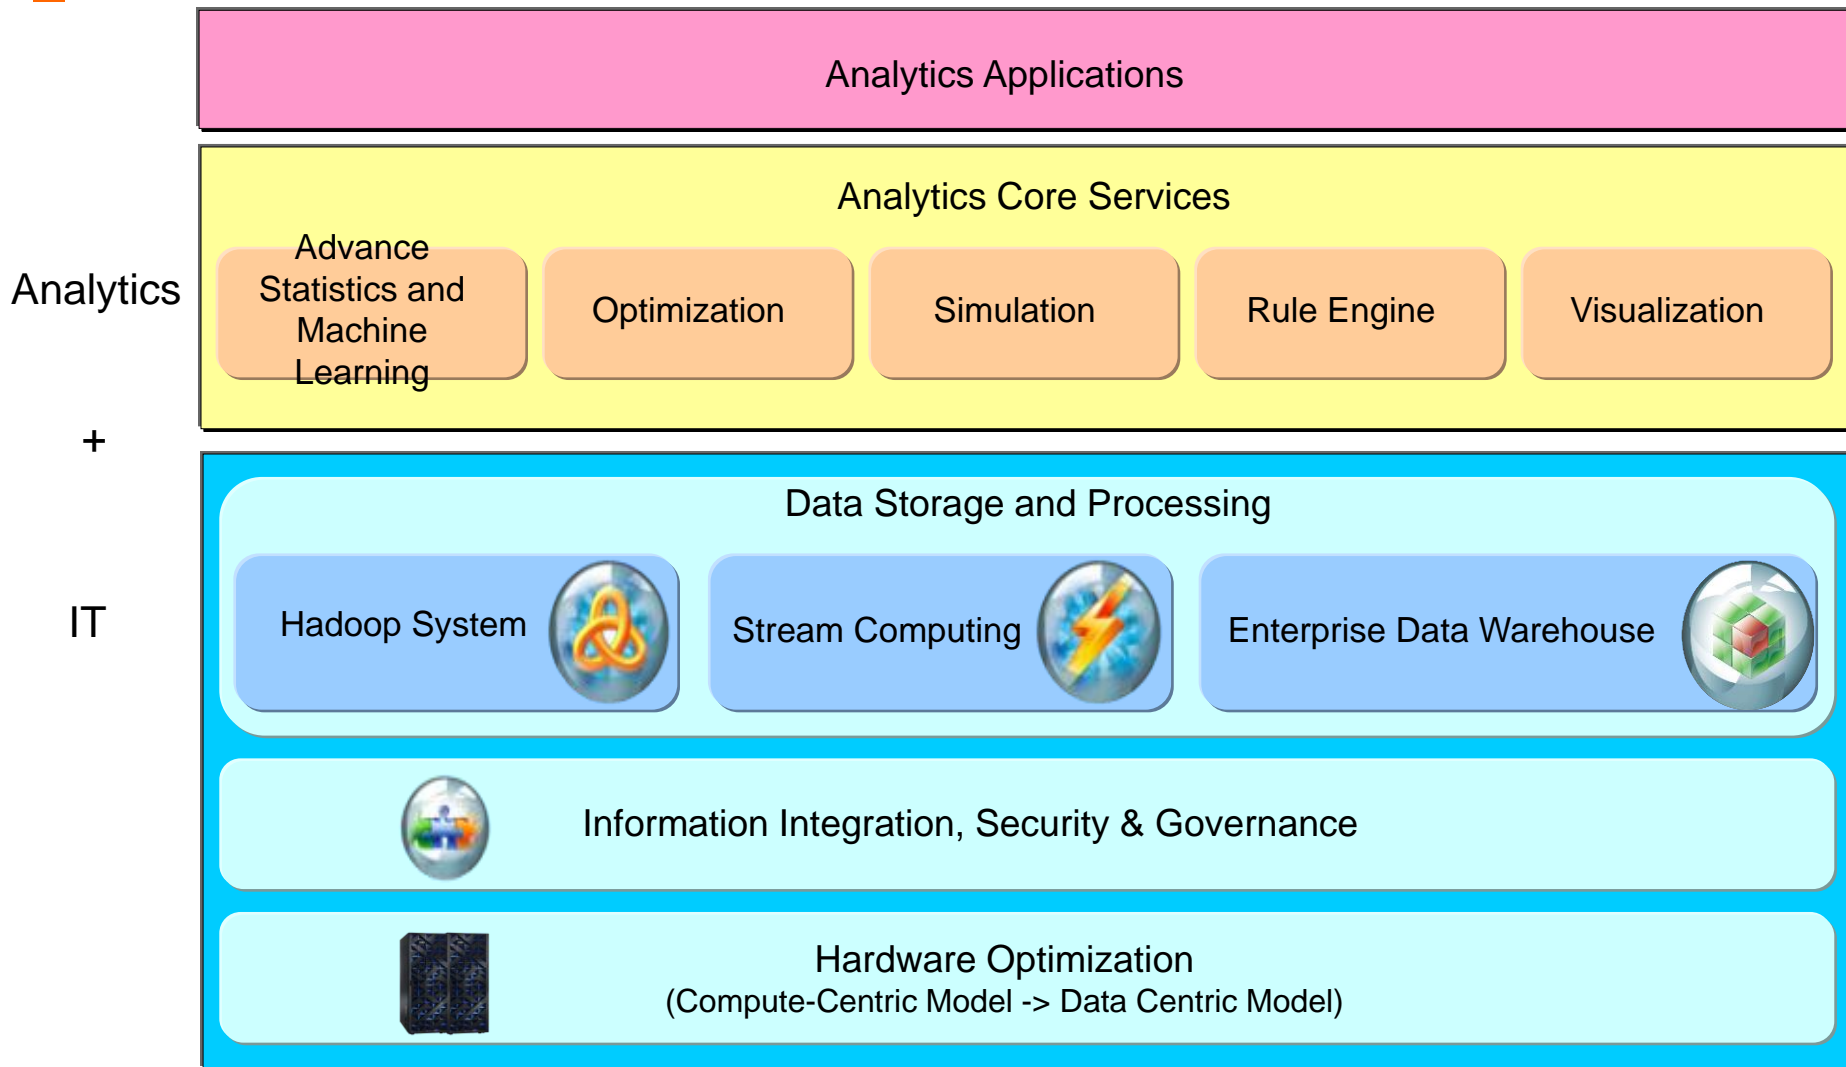 Analytics Applications
Analytics Core Services
Advance
Statistics and
Machine
Learning
Optimization
Simulation
Rule Engine
Visualization
Analytics
+
IT
Data Storage and Processing
Hadoop System
Stream Computing
Enterprise Data Warehouse
Information Integration, Security & Governance
Hardware Optimization
(Compute-Centric Model -> Data Centric Model)